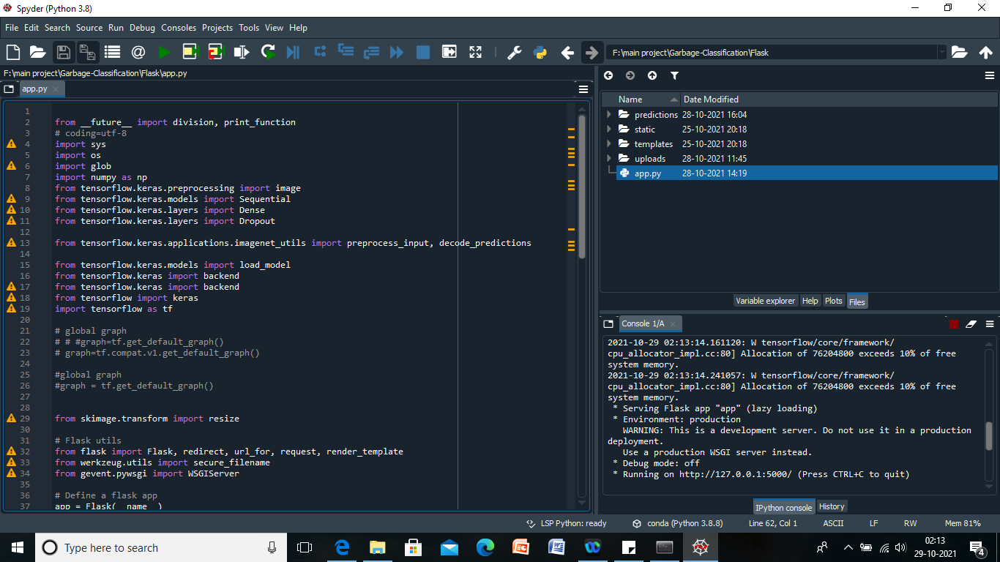 Spyder (Python 3.8)
File Edit Search Source Run Debug Consoles Projects Tools View Help
F:\main project\Garbage-Classification\Flask
F:\main project\Garbage-Classification\Flask\app.py
app.py
1
2 from __future__ import division, print_function
3 # coding=utf-8
4 import sys
5 import os
6 import glob
7 import numpy as np
8 from tensorflow.keras.preprocessing import image
9 from tensorflow.keras.models import Sequential
10 from tensorflow.keras.layers import Dense
11 from tensorflow.keras.layers import Dropout
12
13 from tensorflow.keras.applications.imagenet_utils import preprocess_input, decode_predictions
14
15 from tensorflow.keras.models import load_model
16 from tensorflow.keras import backend
17 from tensorflow.keras import backend
18 from tensorflow import keras
19 import tensorflow as tf
20
21 # global graph
22 # # #graph=tf.get_default_graph()
23 # graph=tf.compat.v1.get_default_graph()
24
25 #global graph
26 #graph = tf.get_default_graph()
27
28
29 from skimage.transform import resize
30
31 # Flask utils
32 from flask import Flask, redirect, url_for, request, render_template
33 from werkzeug.utils import secure_filename
34 from gevent.pywsgi import WSGIServer
35
36 # Define a flask app
37 app = Flask(__name__)
Name Date Modified
predictions 28-10-2021 16:04
static 25-10-2021 20:18
templates 25-10-2021 20:18
uploads 28-10-2021 11:45
app.py 28-10-2021 14:19
Variable explorer Help Plots Files
Console 1/A
2021-10-29 02:13:14.161120: W tensorflow/core/framework/
cpu_allocator_impl.cc:80] Allocation of 76204800 exceeds 10% of free
system memory.
2021-10-29 02:13:14.241057: W tensorflow/core/framework/
cpu_allocator_impl.cc:80] Allocation of 76204800 exceeds 10% of free
system memory.
* Serving Flask app "app" (lazy loading)
* Environment: production
WARNING: This is a development server. Do not use it in a production
deployment.
Use a production WSGI server instead.
* Debug mode: off
* Running on http://127.0.0.1:5000/ (Press CTRL+C to quit)
IPython console History
LSP Python: ready conda (Python 3.8.8) Line 62, Col 1 ASCII LF RW Mem 81%
Type here to search
02:13
29-10-2021
4